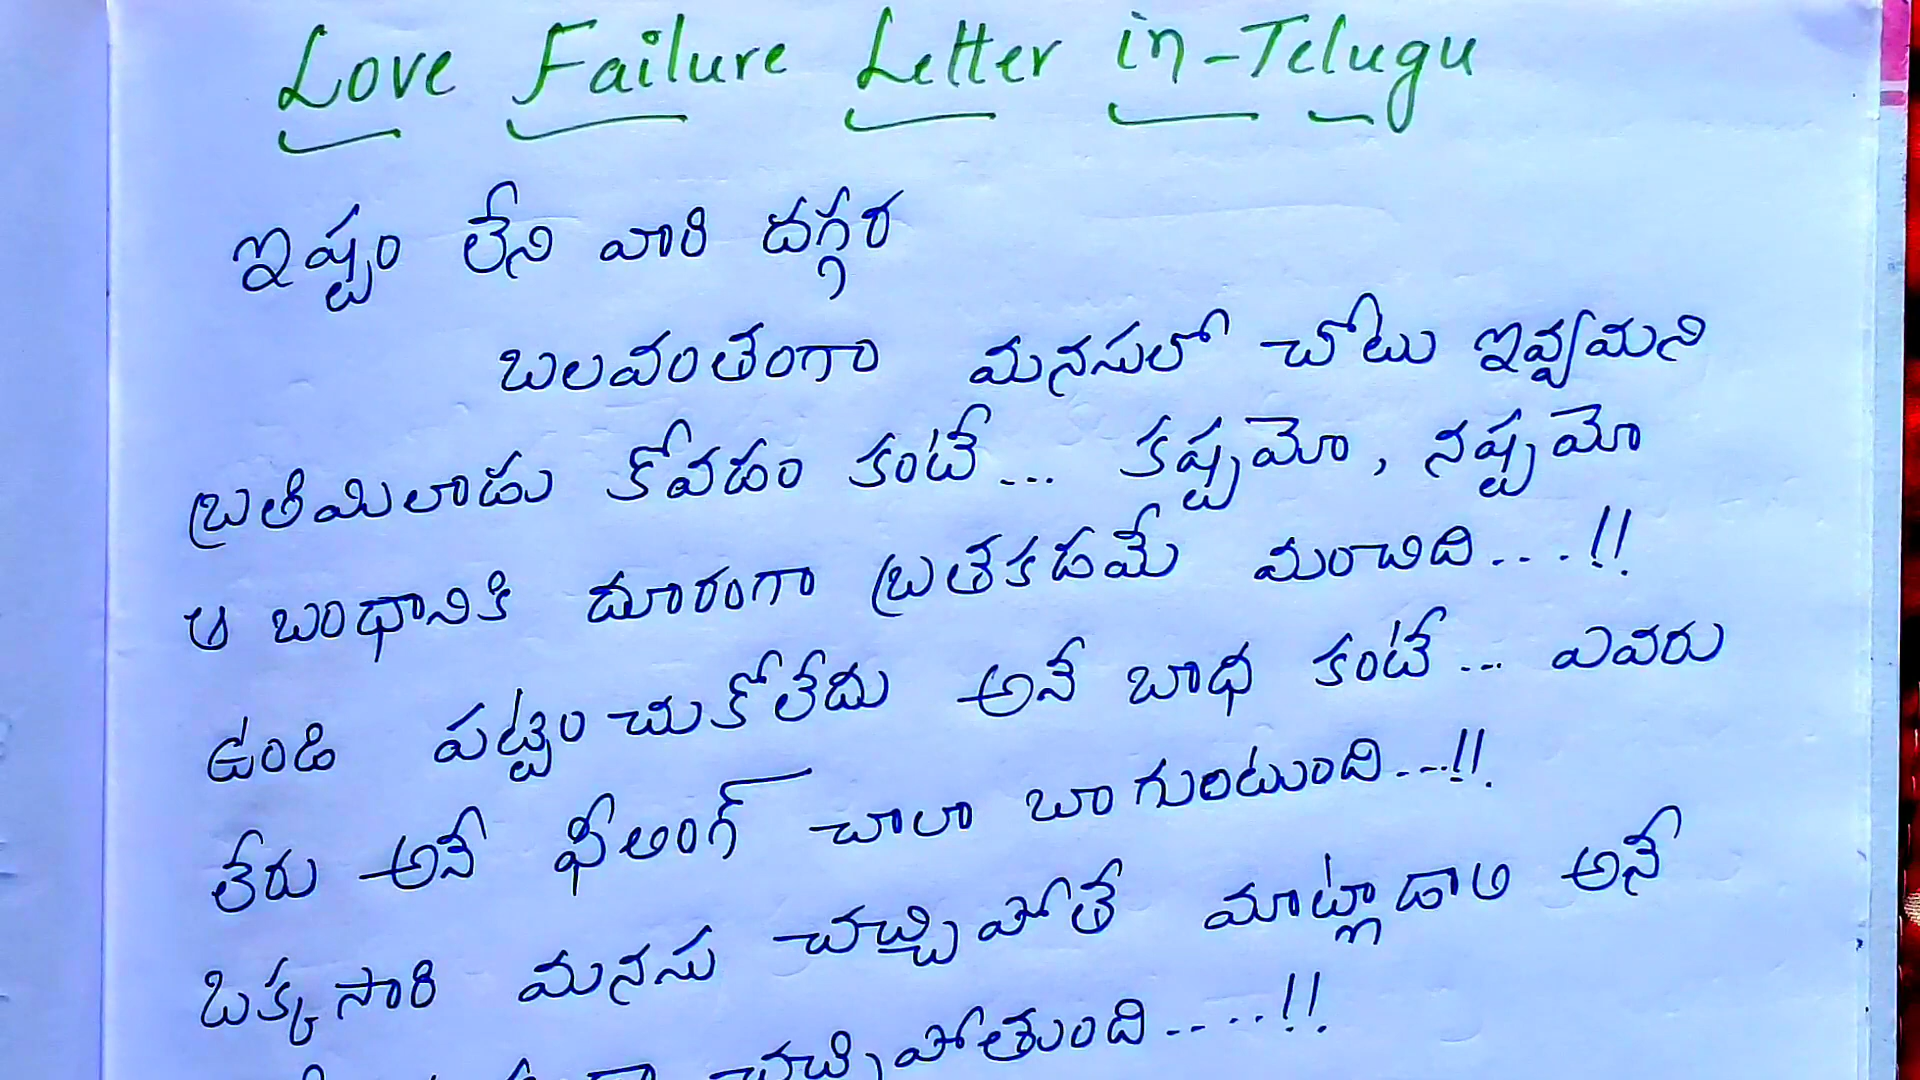 Love Failure Letter in-Telugu
ఇష్టం లేని వారి దగ్గర
బలవంతంగా మనసులో చోటు ఇవ్వమని
బ్రతిమిలాడు కోవడం కంటే... కష్టమో, నష్టమో
ఆ బంధానికి దూరంగా బ్రతకడమే మంచిది...!!
ఉండి పట్టించుకోలేదు అనే బాధ కంటే... ఎవరు
లేరు అనే ఫీలింగ్ చాలా బాగుంటుంది...!!.
ఒక్కసారి మనసు చచ్చిపోతే మాట్లాడాలి అనే
చచ్చిపోతుంది....!!.